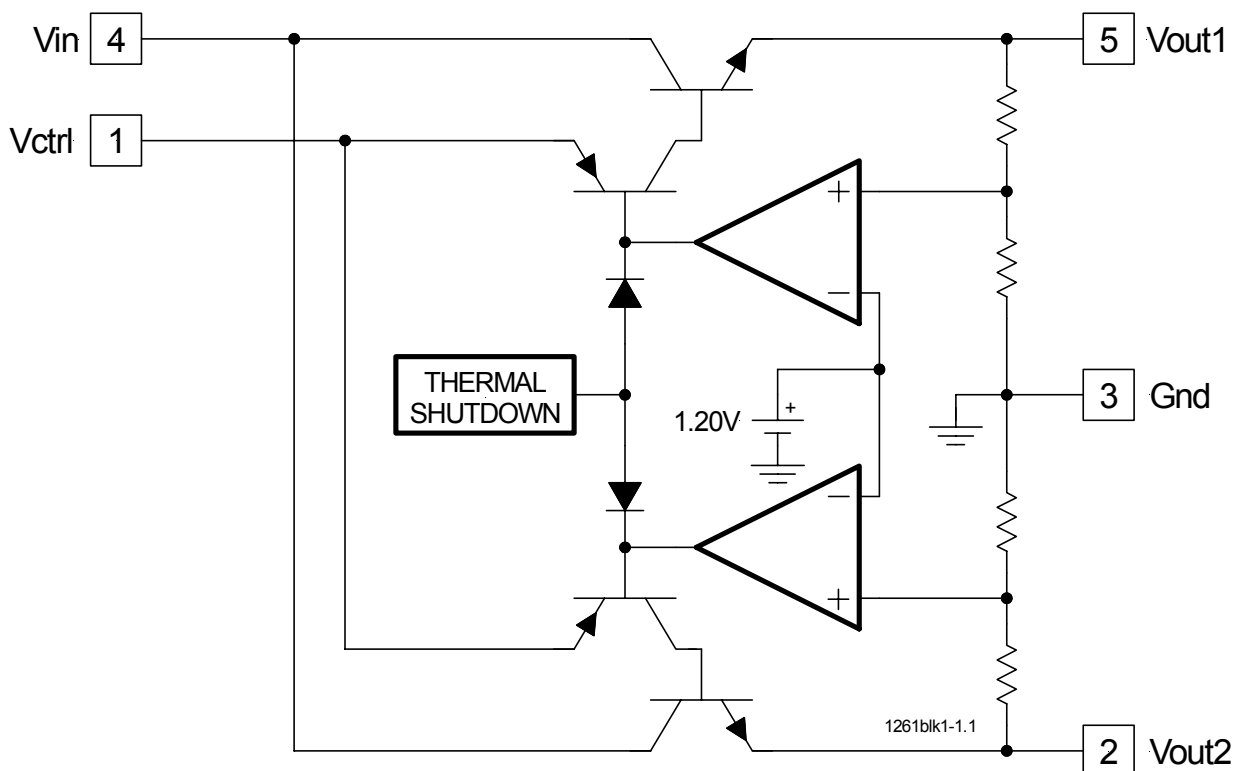 Vin 4
5 Vout1
Vctrl 1
+
−
THERMAL
SHUTDOWN
1.20V
+
3 Gnd
−
+
1261blk1-1.1
2 Vout2